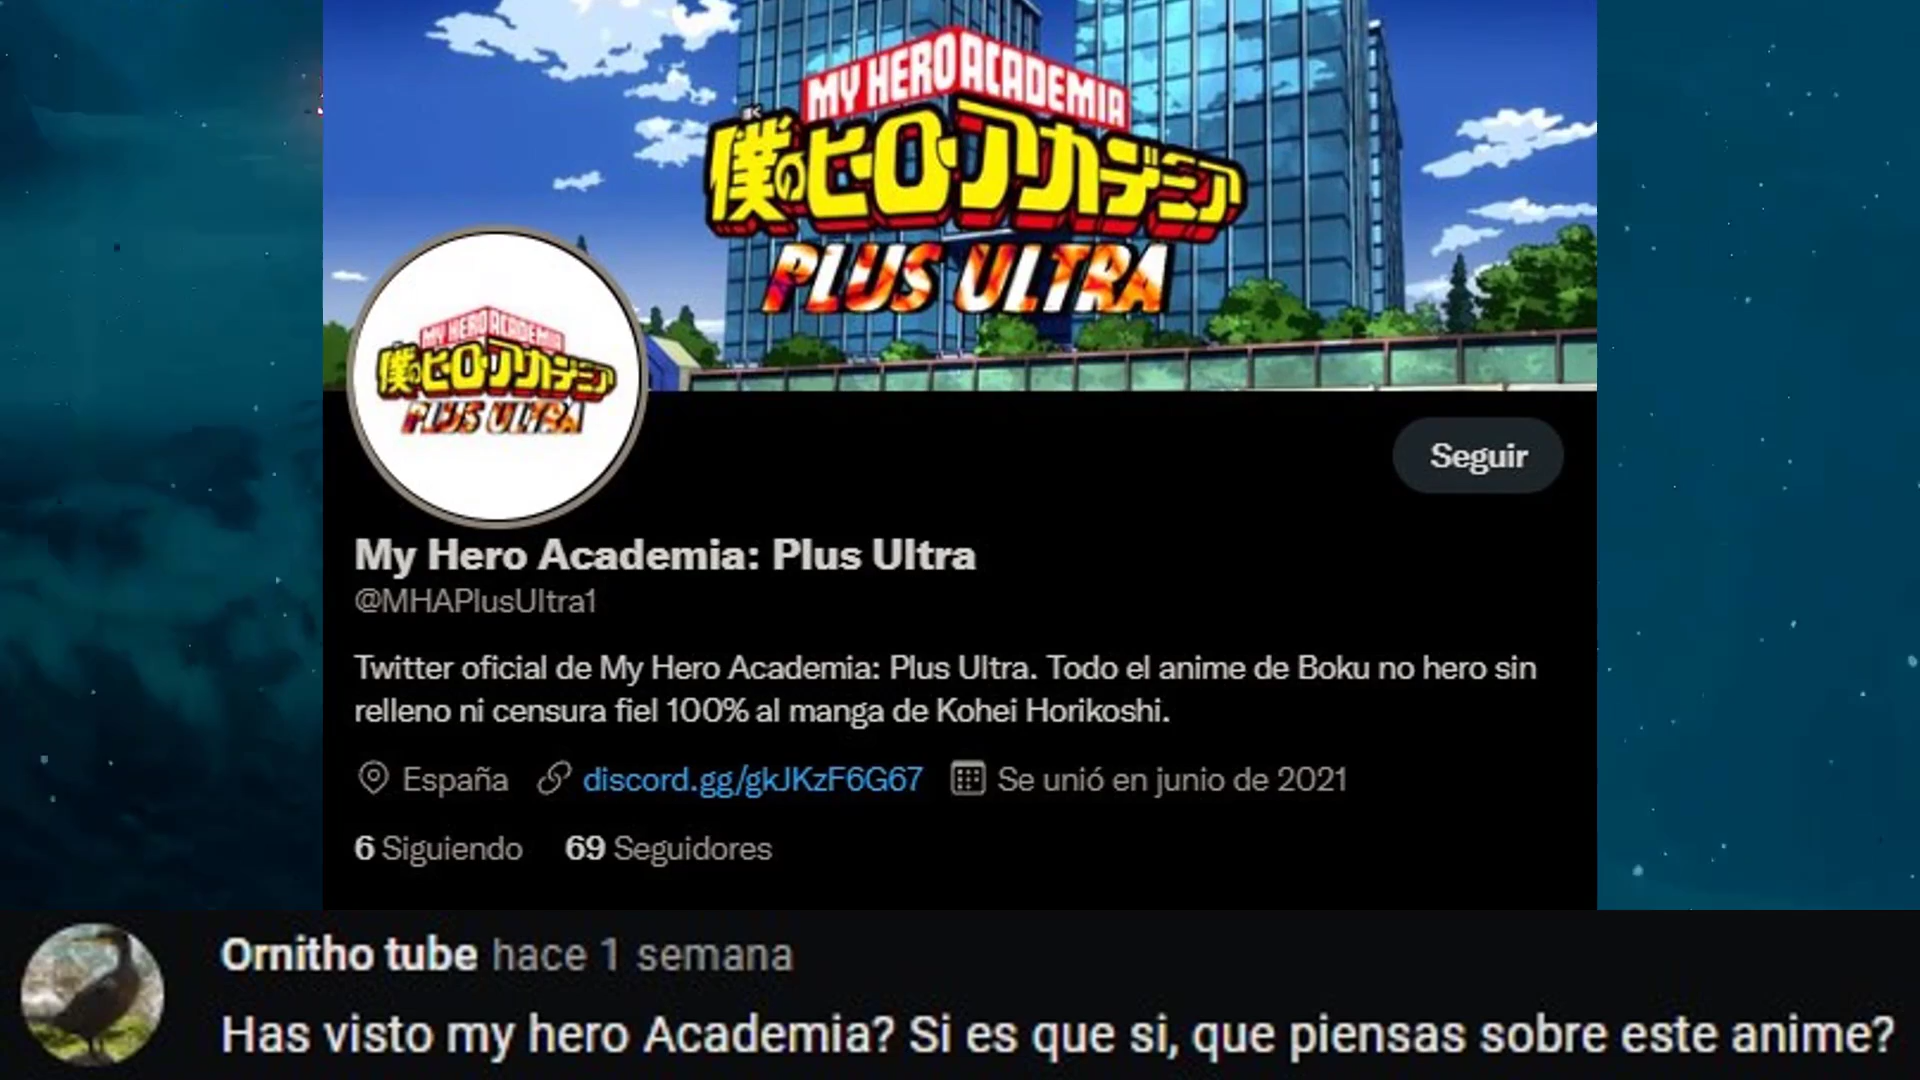 MY HERO ACADEMIA
ぼく
僕のヒーローアカデミア
PLUS ULTRA
MY HERO ACADEMIA
僕のヒーローアカデミア
PLUS ULTRA
Seguir
My Hero Academia: Plus Ultra
@MHAPlusUltra1
Twitter oficial de My Hero Academia: Plus Ultra. Todo el anime de Boku no hero sin
relleno ni censura fiel 100% al manga de Kohei Horikoshi.
España discord.gg/gkJKzF6G67 Se unió en junio de 2021
6 Siguiendo 69 Seguidores
Ornitho tube hace 1 semana
Has visto my hero Academia? Si es que si, que piensas sobre este anime?